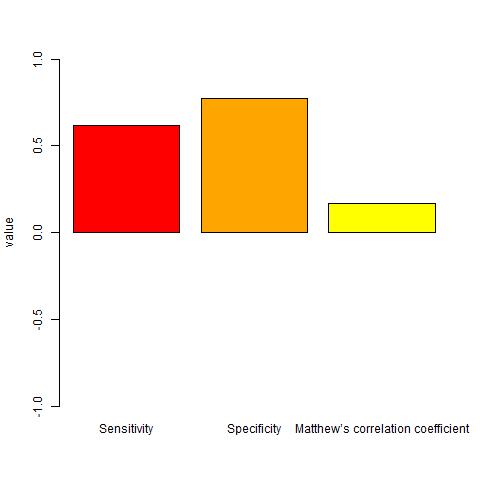 1.0
0.5
0.0
-0.5
-1.0
value
Sensitivity
Specificity
Matthew's correlation coefficient